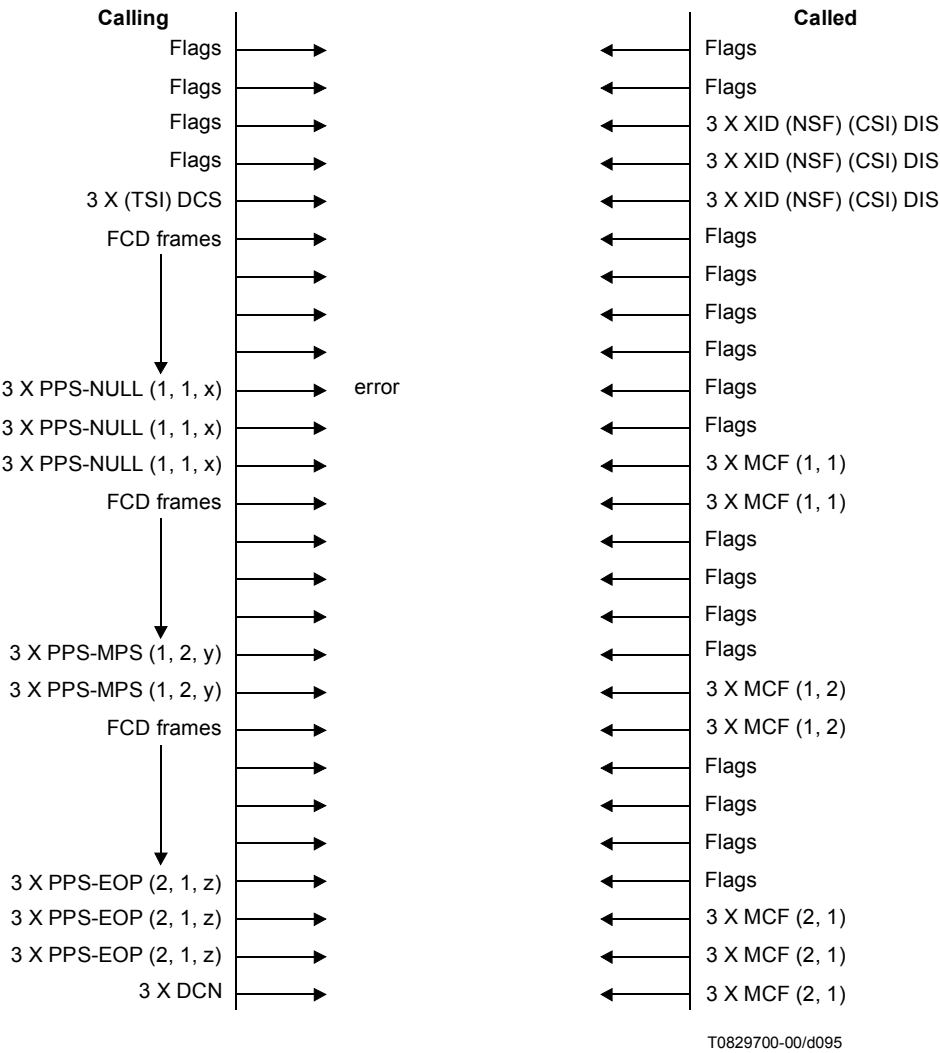 Calling Called
Flags Flags
Flags Flags
Flags 3 X XID (NSF) (CSI) DIS
Flags 3 X XID (NSF) (CSI) DIS
3 X (TSI) DCS 3 X XID (NSF) (CSI) DIS
FCD frames Flags
Flags
Flags
Flags
3 X PPS-NULL (1, 1, x) error Flags
3 X PPS-NULL (1, 1, x) Flags
3 X PPS-NULL (1, 1, x) 3 X MCF (1, 1)
FCD frames 3 X MCF (1, 1)
Flags
Flags
Flags
3 X PPS-MPS (1, 2, y) Flags
3 X PPS-MPS (1, 2, y) 3 X MCF (1, 2)
FCD frames 3 X MCF (1, 2)
Flags
Flags
Flags
3 X PPS-EOP (2, 1, z) Flags
3 X PPS-EOP (2, 1, z) 3 X MCF (2, 1)
3 X PPS-EOP (2, 1, z) 3 X MCF (2, 1)
3 X DCN 3 X MCF (2, 1)
T0829700-00/d095